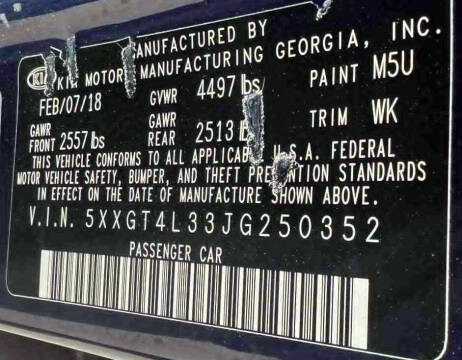 MANUFACTURED BY
KIA KIA MOTORS MANUFACTURING GEORGIA, INC.
FEB/07/18 GVWR 4497 lbs PAINT M5U
GAWR FRONT 2557 lbs GAWR REAR 2513 lb TRIM WK
THIS VEHICLE CONFORMS TO ALL APPLICABLE U.S.A. FEDERAL
MOTOR VEHICLE SAFETY, BUMPER, AND THEFT PREVENTION STANDARDS
IN EFFECT ON THE DATE OF MANUFACTURE SHOWN ABOVE.
V.I.N. 5XXGT4L33JG250352
PASSENGER CAR